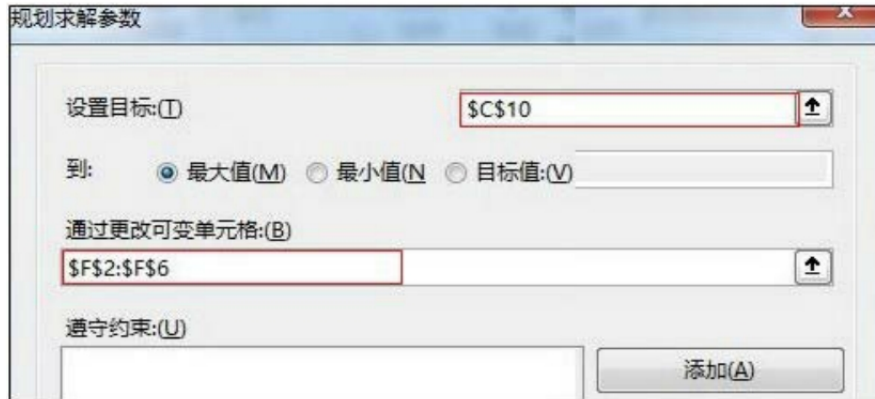 规划求解参数
设置目标:(T) $C$10
到: 最大值(M) 最小值(N 目标值:(V)
通过更改可变单元格:(B)
$F$2:$F$6
遵守约束:(U)
添加(A)